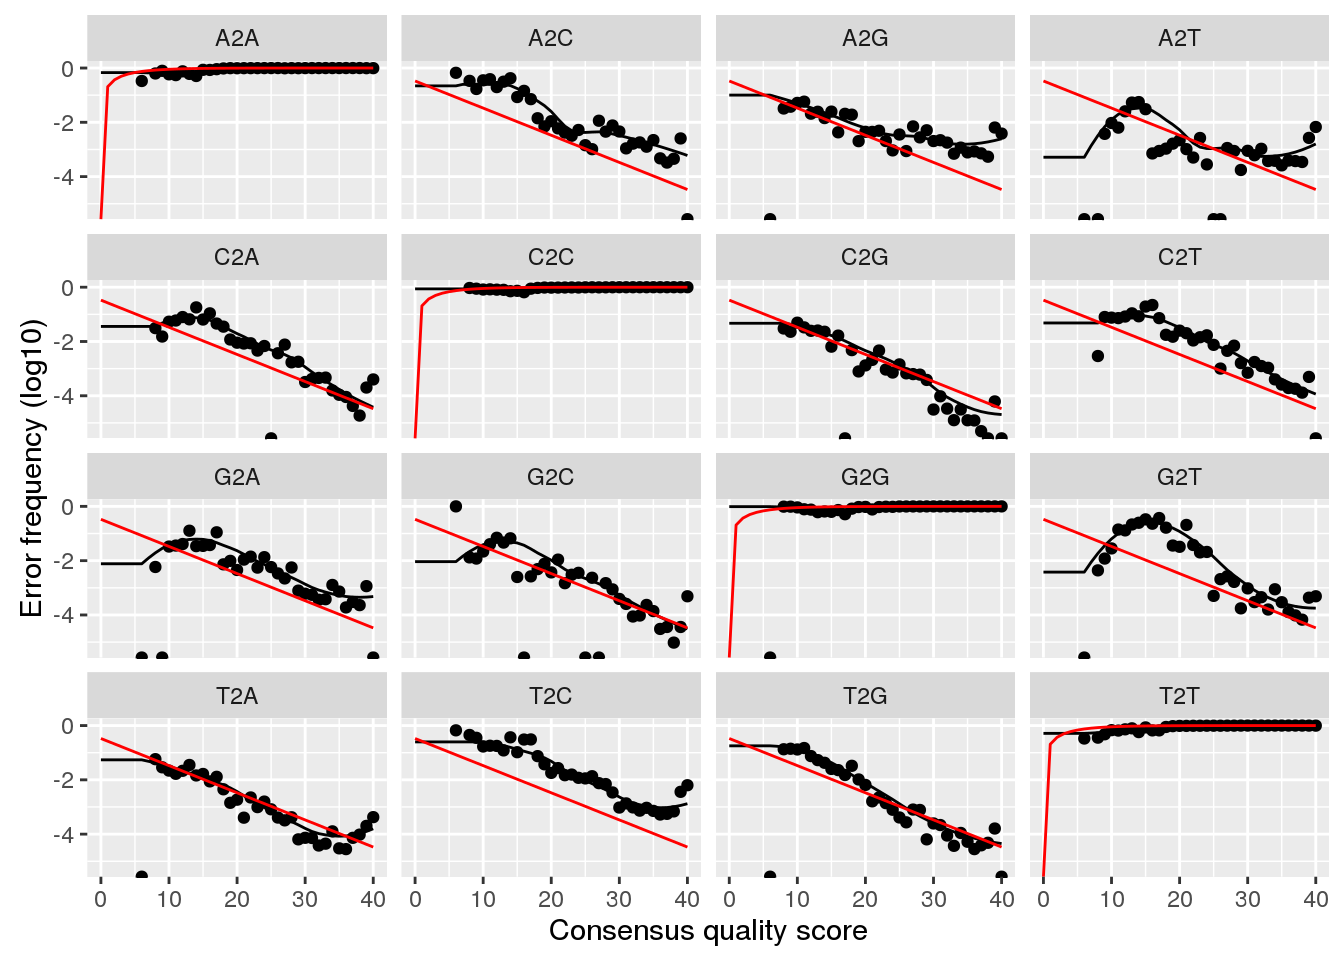 A2A A2C A2G A2T
0
-2
-4
C2A C2C C2G C2T
0
-2
-4
G2A G2C G2G G2T
0
-2
-4
T2A T2C T2G T2T
0
-2
-4
0 10 20 30 40 0 10 20 30 40 0 10 20 30 40 0 10 20 30 40
Consensus quality score
Error frequency (log10)